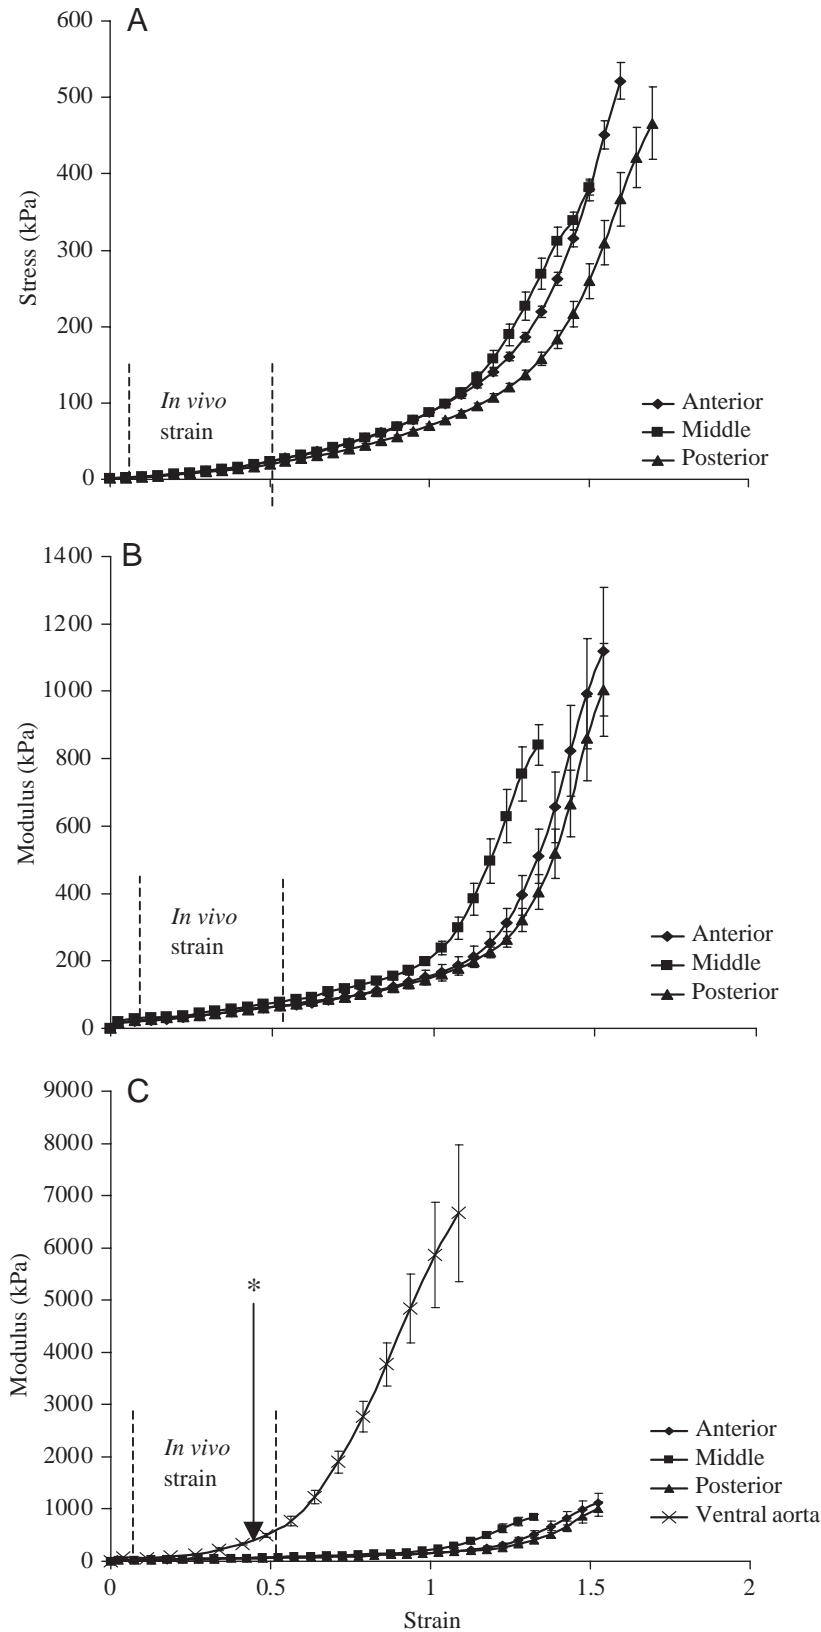 A
600
500
400
300
200
100
0
Stress (kPa)
In vivo
strain
Anterior
Middle
Posterior
B
1400
1200
1000
800
600
400
200
0
Modulus (kPa)
In vivo
strain
Anterior
Middle
Posterior
C
9000
8000
7000
6000
5000
4000
3000
2000
1000
0
Modulus (kPa)
*
In vivo
strain
Anterior
Middle
Posterior
Ventral aorta
0 0.5 1 1.5 2
Strain